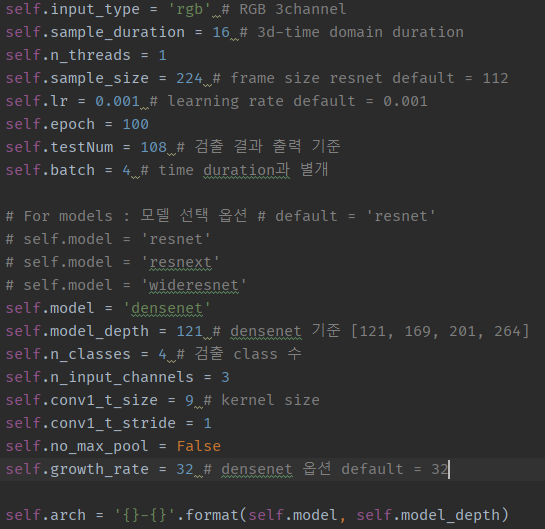 self.input_type = 'rgb' # RGB 3channel
self.sample_duration = 16 # 3d-time domain duration
self.n_threads = 1
self.sample_size = 224 # frame size resnet default = 112
self.lr = 0.001 # learning rate default = 0.001
self.epoch = 100
self.testNum = 108 # 검출 결과 출력 기준
self.batch = 4 # time duration과 별개
# For models : 모델 선택 옵션 # default = 'resnet'
# self.model = 'resnet'
# self.model = 'resnext'
# self.model = 'wideresnet'
self.model = 'densenet'
self.model_depth = 121 # densenet 기준 [121, 169, 201, 264]
self.n_classes = 4 # 검출 class 수
self.n_input_channels = 3
self.conv1_t_size = 9 # kernel size
self.conv1_t_stride = 1
self.no_max_pool = False
self.growth_rate = 32 # densenet 옵션 default = 32
self.arch = '{}-{}'.format(self.model, self.model_depth)